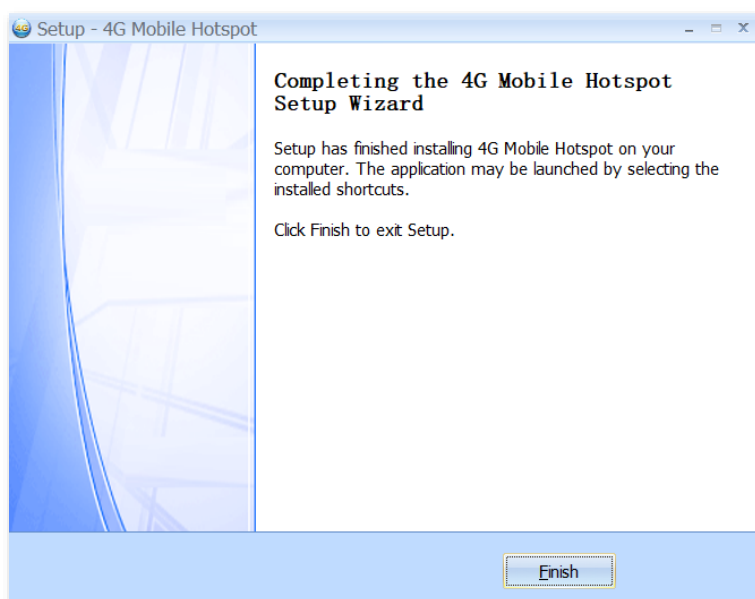 Setup - 4G Mobile Hotspot
Completing the 4G Mobile Hotspot
Setup Wizard
Setup has finished installing 4G Mobile Hotspot on your
computer. The application may be launched by selecting the
installed shortcuts.
Click Finish to exit Setup.
Finish